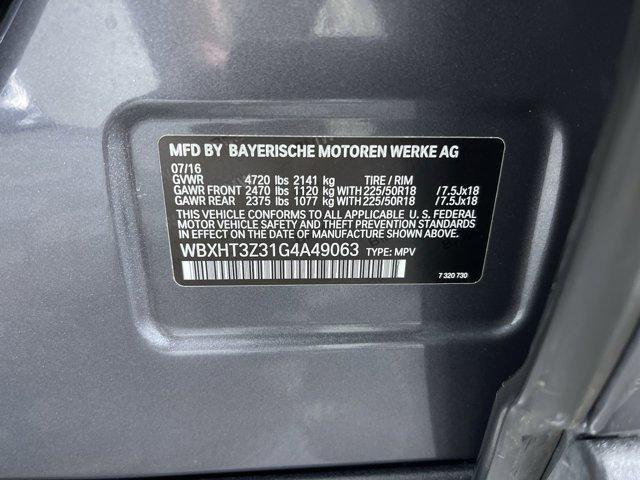 MFD BY BAYERISCHE MOTOREN WERKE AG
07/16
GVWR 4720 lbs 2141 kg TIRE / RIM
GAWR FRONT 2470 lbs 1120 kg WITH 225/50R18 /7.5Jx18
GAWR REAR 2375 lbs 1077 kg WITH 225/50R18 /7.5Jx18
THIS VEHICLE CONFORMS TO ALL APPLICABLE U. S. FEDERAL
MOTOR VEHICLE SAFETY AND THEFT PREVENTION STANDARDS
IN EFFECT ON THE DATE OF MANUFACTURE SHOWN ABOVE.
WBXHT3Z31G4A49063 TYPE: MPV
7 320 730